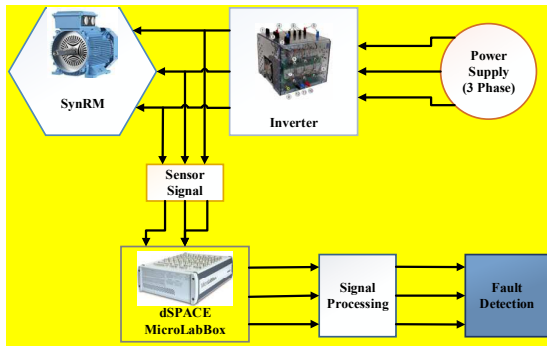 SynRM
Inverter
Power
Supply
(3 Phase)
Sensor
Signal
dSPACE
MicroLabBox
Signal
Processing
Fault
Detection